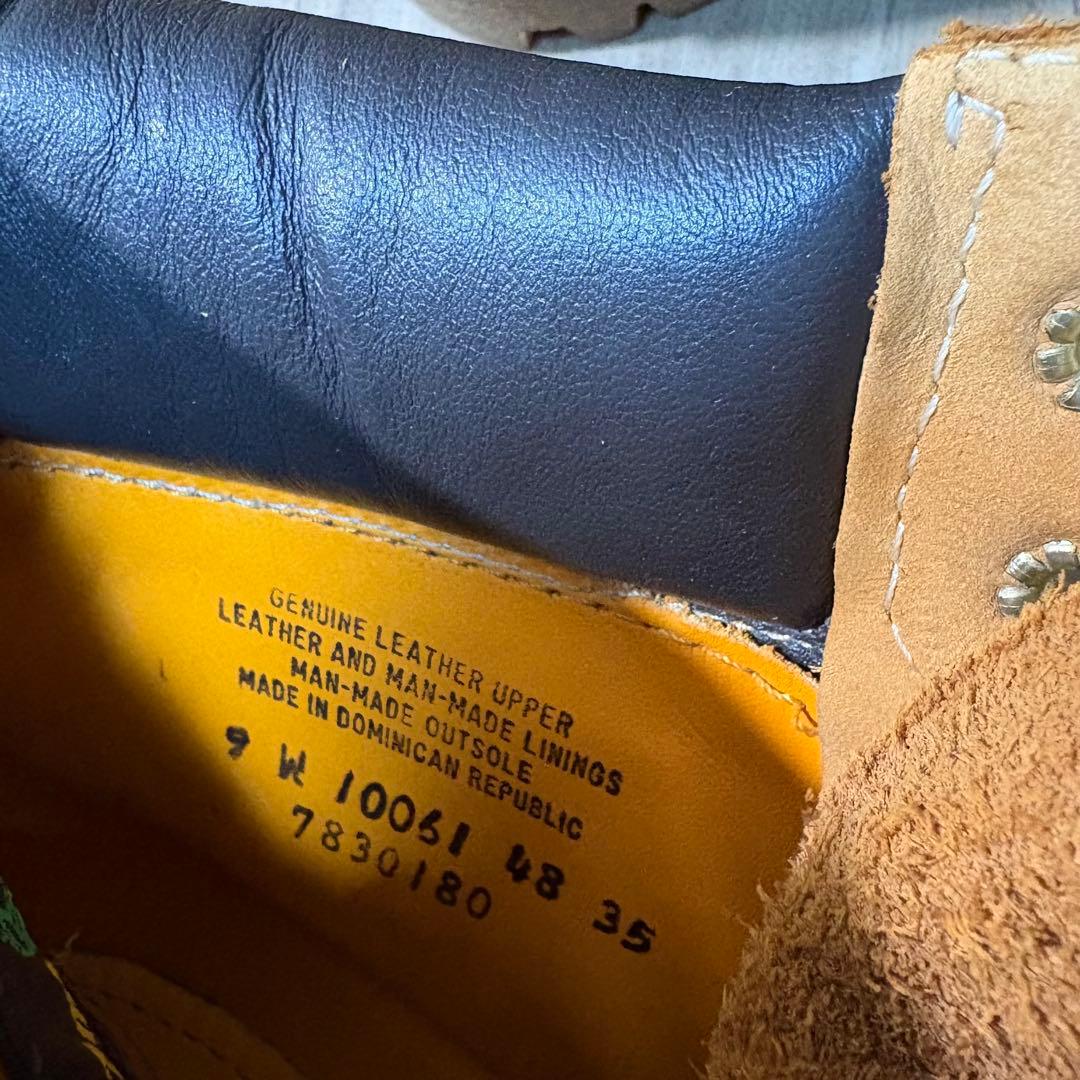 GENUINE LEATHER UPPER
LEATHER AND MAN-MADE LININGS
MAN-MADE OUTSOLE
MADE IN DOMINICAN REPUBLIC
9 W 10061 48 35
7830180